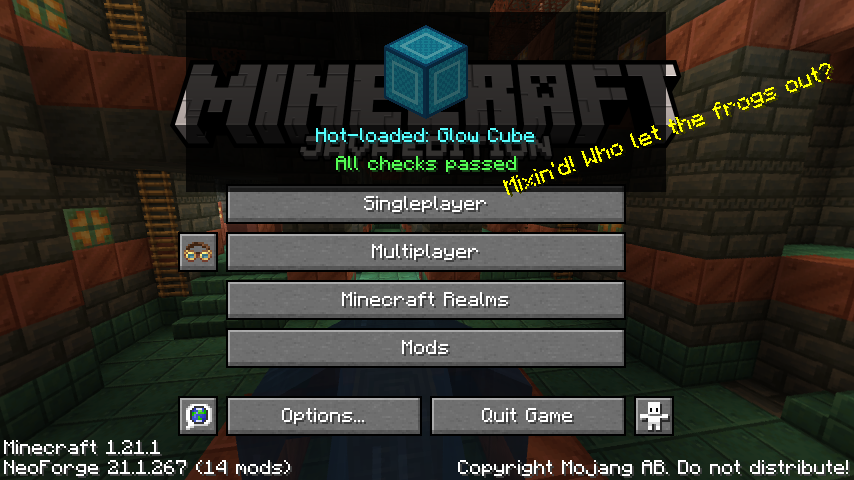 MINECRAFT
Hot-loaded: Glow Cube
JAVA EDITION
All checks passed
Mixin'd! Who let the frogs out?
Singleplayer
Multiplayer
Minecraft Realms
Mods
Options...
Quit Game
Minecraft 1.21.1
NeoForge 21.1.267 (14 mods)
Copyright Mojang AB. Do not distribute!